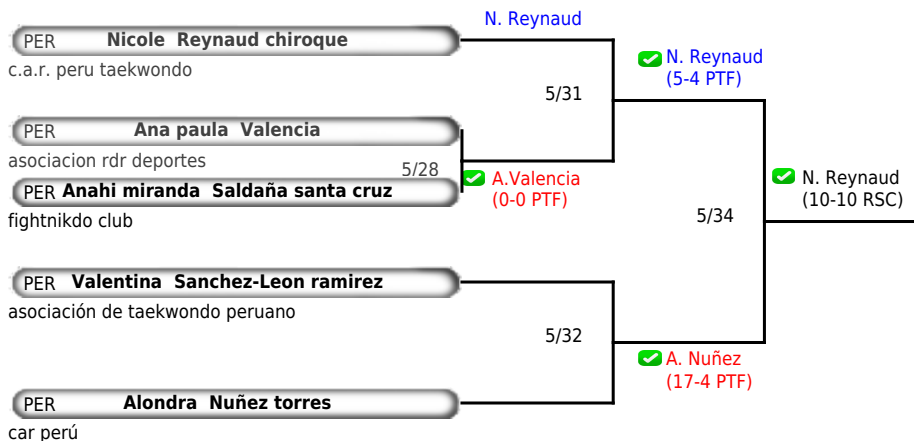 N. Reynaud
PER Nicole Reynaud chiroque
c.a.r. peru taekwondo
N. Reynaud
(5-4 PTF)
5/31
PER Ana paula Valencia
asociacion rdr deportes
5/28
A.Valencia
(0-0 PTF)
PER Anahi miranda Saldaña santa cruz
fightnikdo club
N. Reynaud
(10-10 RSC)
5/34
PER Valentina Sanchez-Leon ramirez
asociación de taekwondo peruano
5/32
A. Nuñez
(17-4 PTF)
PER Alondra Nuñez torres
car perú